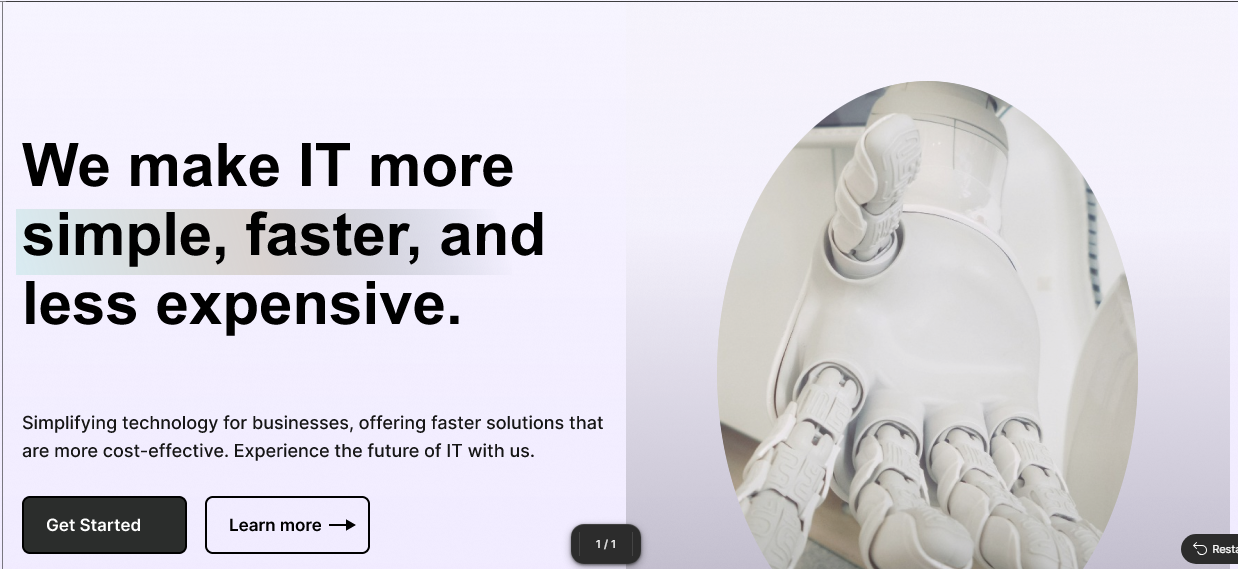 We make IT more
simple, faster, and
less expensive.
Simplifying technology for businesses, offering faster solutions that
are more cost-effective. Experience the future of IT with us.
Get Started
Learn more
1 / 1